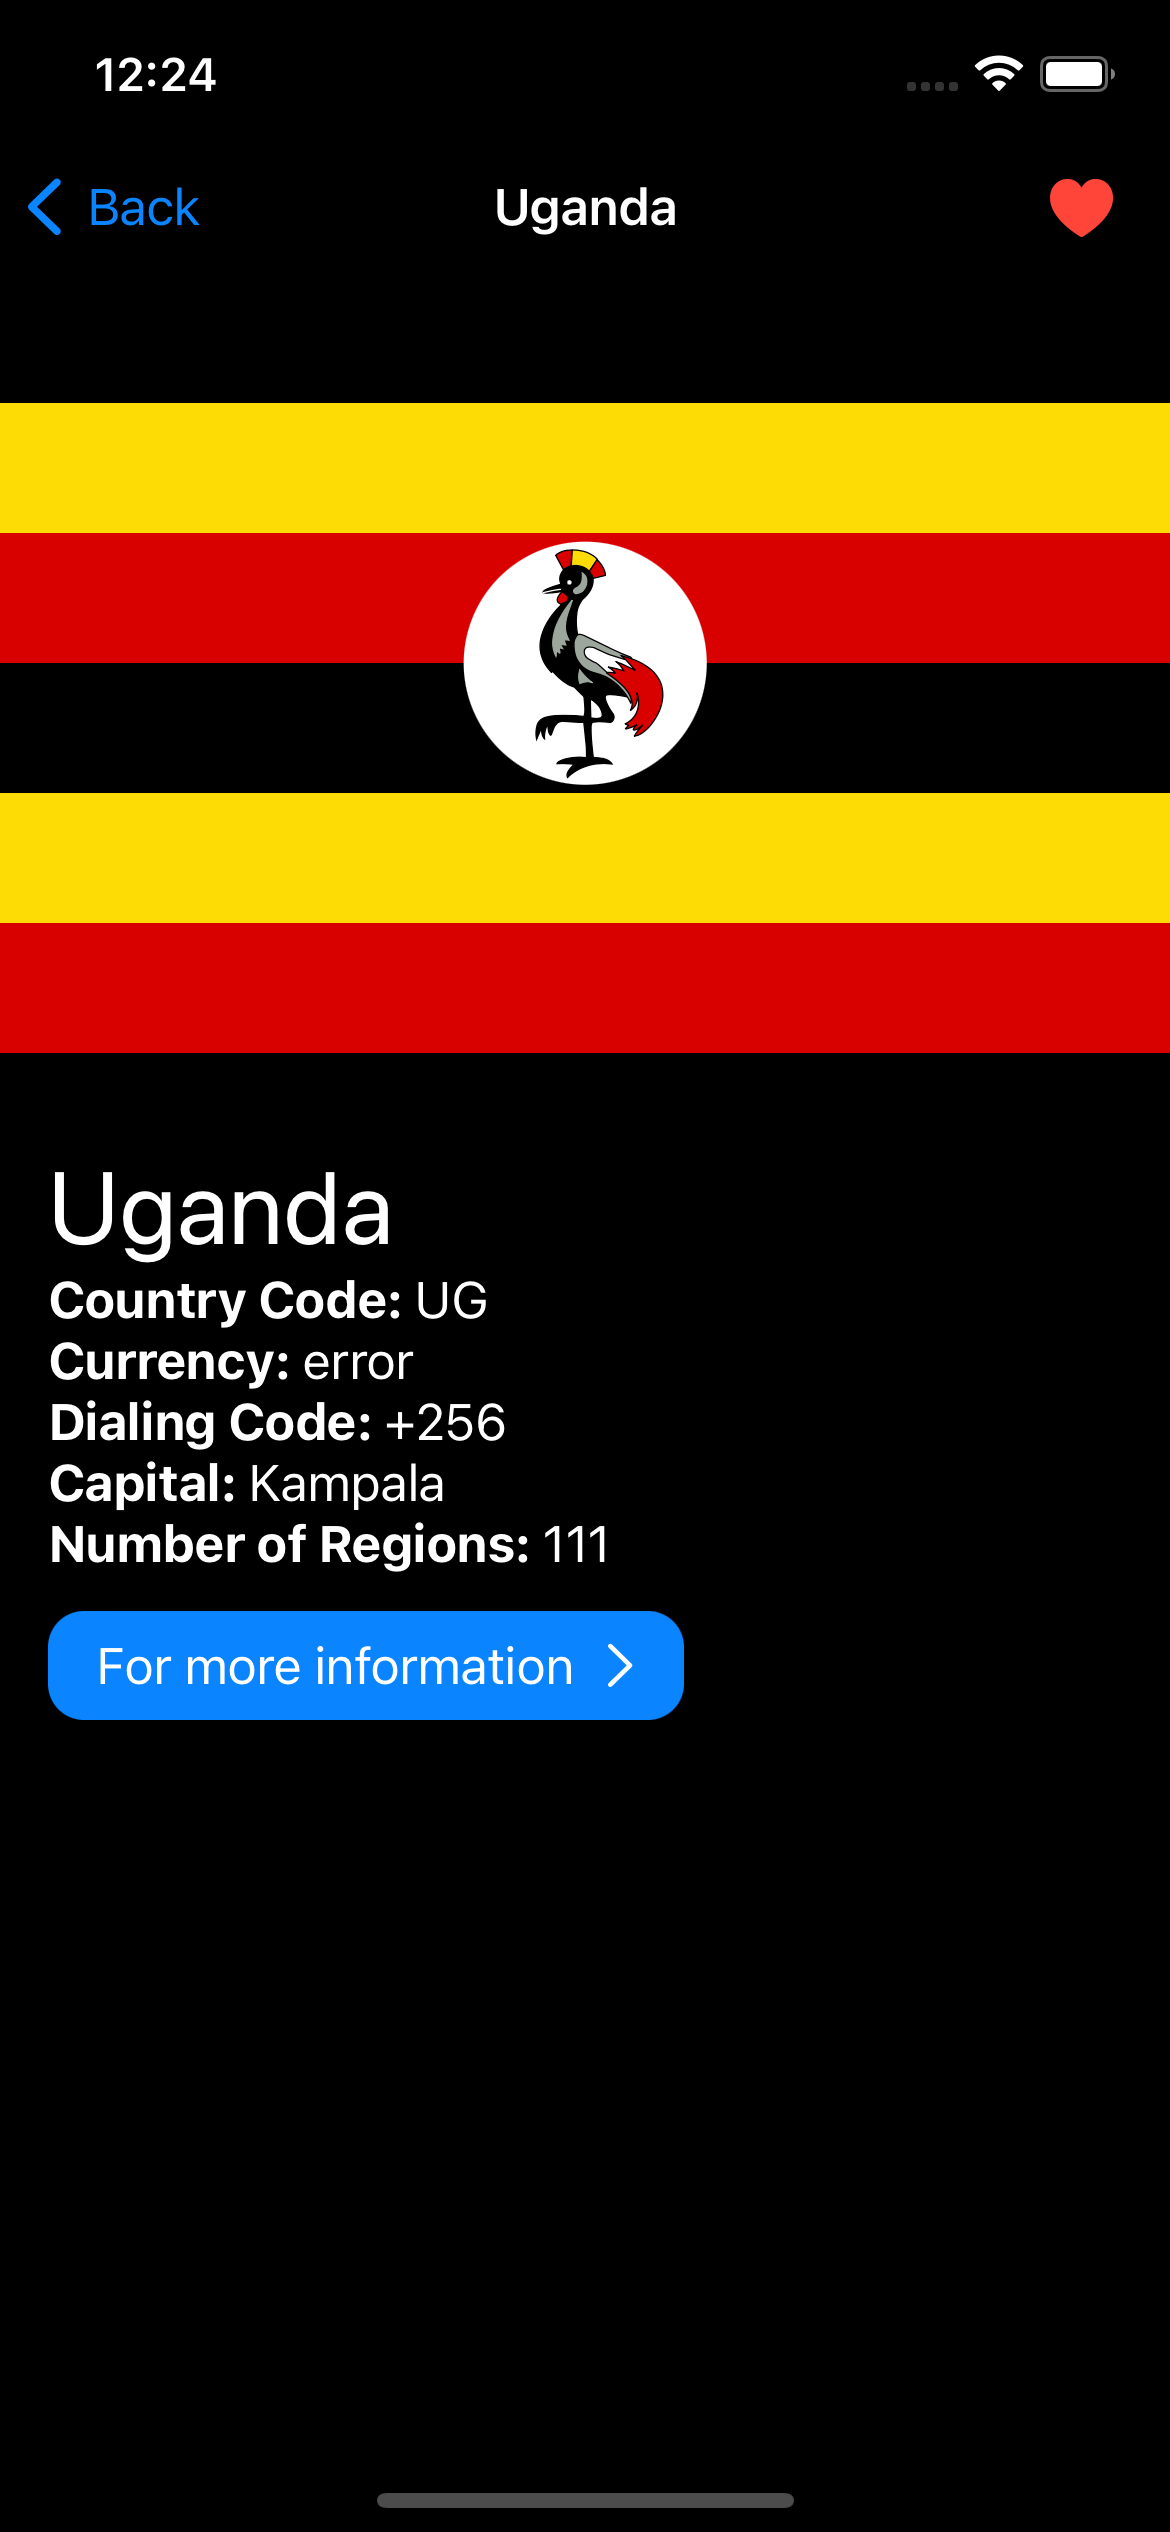 12:24
Back
Uganda
Uganda
Country Code: UG
Currency: error
Dialing Code: +256
Capital: Kampala
Number of Regions: 111
For more information